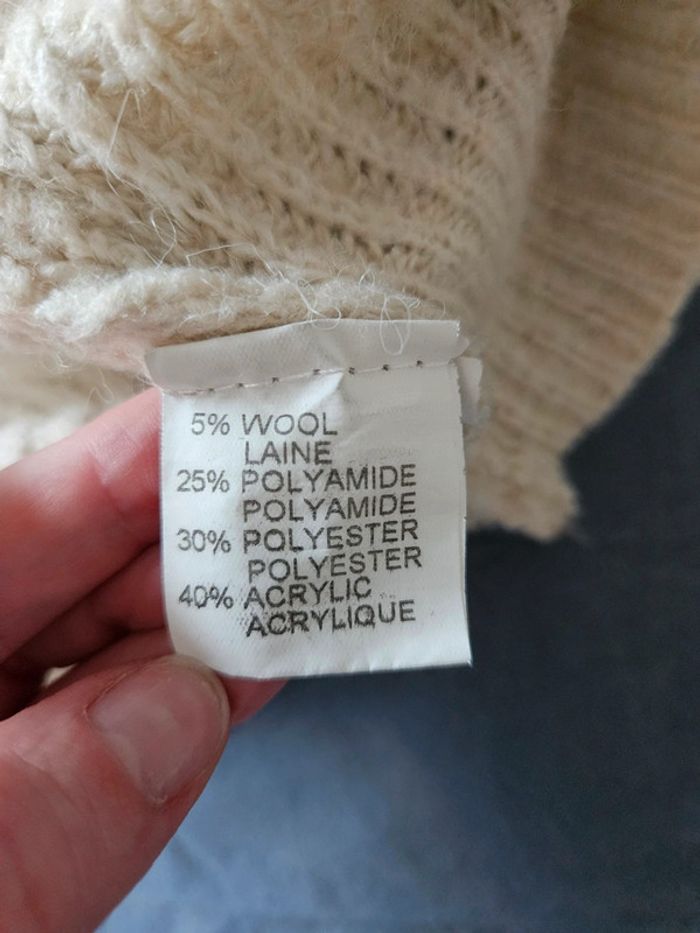 5% WOOL
LAINE
25% POLYAMIDE
POLYAMIDE
30% POLYESTER
POLYESTER
40% ACRYLIC
ACRYLIQUE